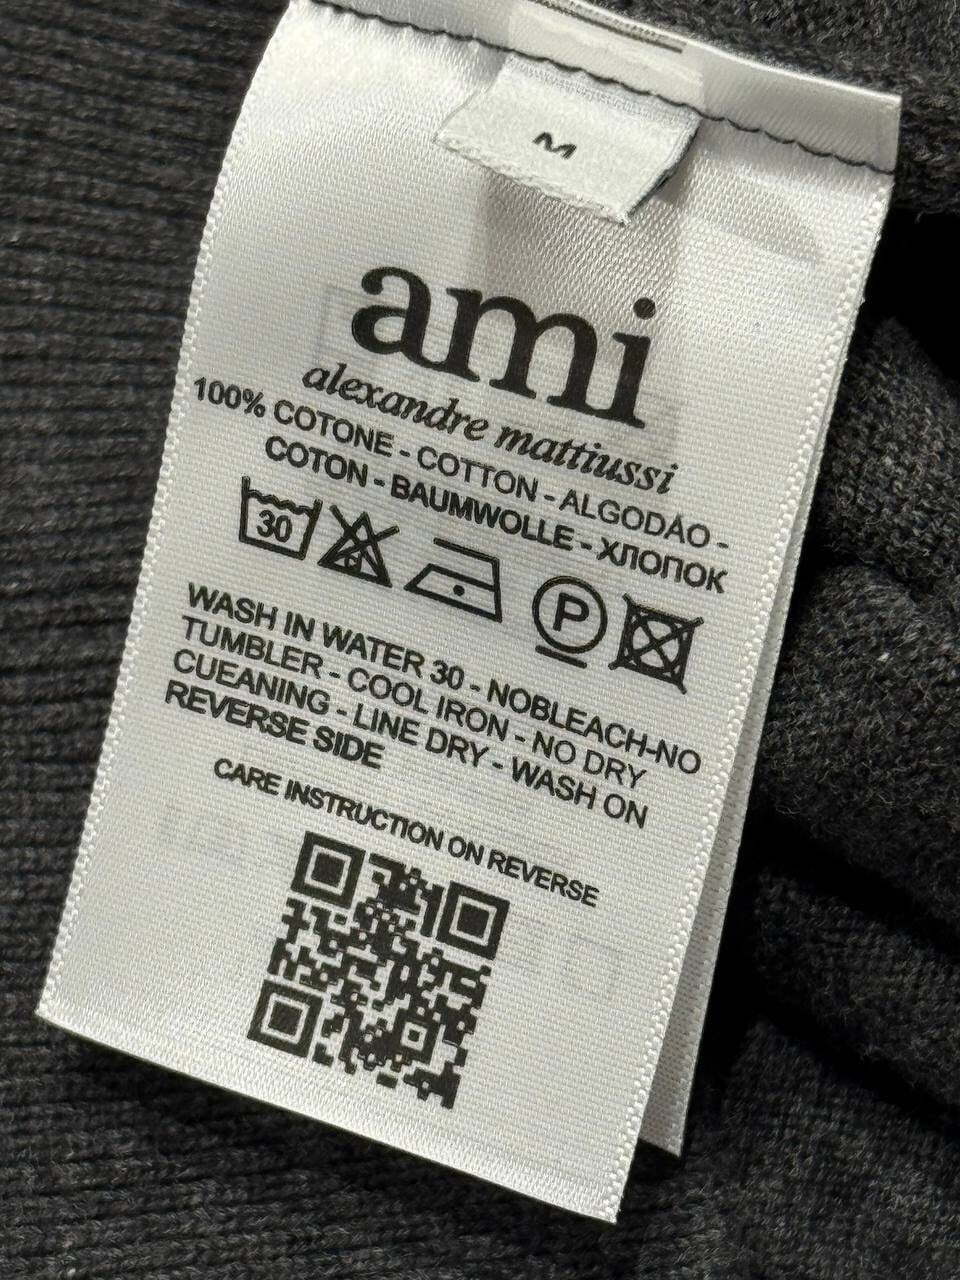 M
ami
alexandre mattiussi
100% COTONE - COTTON - ALGODÁO -
COTON - BAUMWOLLE - ХЛОПОК
30
P
WASH IN WATER 30 - NOBLEACH-NO
TUMBLER - COOL IRON - NO DRY
CUEANING - LINE DRY - WASH ON
REVERSE SIDE
CARE INSTRUCTION ON REVERSE